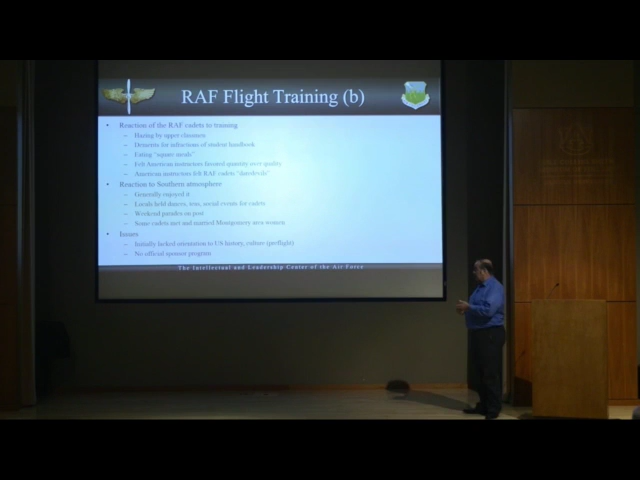 RAF Flight Training (b)
• Reaction of the RAF cadets to training
– Hazing by upper classmen
– Demerits for infractions of student handbook
– Eating "square meals"
– Felt American instructors favored quantity over quality
– American instructors felt RAF cadets "daredevils"
• Reaction to Southern atmosphere
– Generally enjoyed it
– Locals held dances, teas, social events for cadets
– Weekend parades on post
– Some cadets met and married Montgomery area women
• Issues
– Initially lacked orientation to US history, culture (preflight)
– No official sponsor program
The Intellectual and Leadership Center of the Air Force